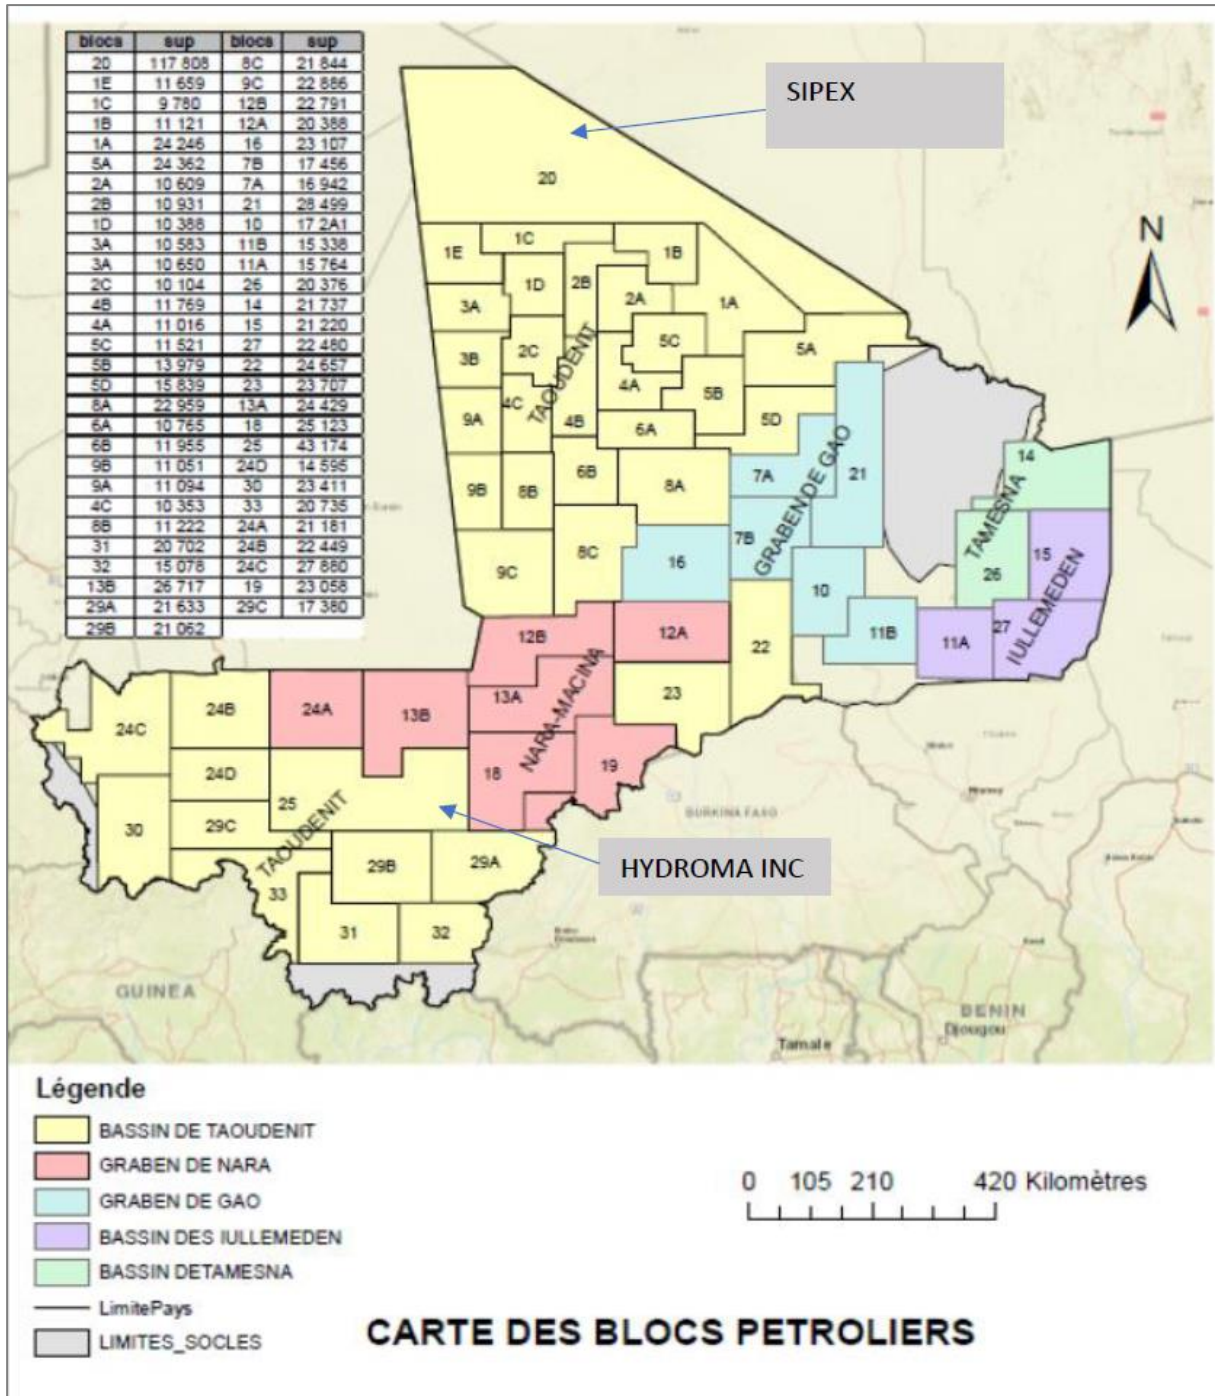 blocs sup blocs sup
20 117 808 8C 21 844
1E 11 659 9C 22 886
1C 9 780 12B 22 791
1B 11 121 12A 20 388
1A 24 246 16 23 107
5A 24 362 7B 17 456
2A 10 609 7A 16 942
2B 10 931 21 28 499
1D 10 388 10 17 2A1
3A 10 583 11B 15 338
3A 10 650 11A 15 764
2C 10 104 26 20 376
4B 11 769 14 21 737
4A 11 016 15 21 220
5C 11 521 27 22 480
5B 13 979 22 24 657
5D 15 839 23 23 707
8A 22 959 13A 24 429
6A 10 765 18 25 123
6B 11 955 25 43 174
9B 11 051 24D 14 595
9A 11 094 30 23 411
4C 10 353 33 20 735
8B 11 222 24A 21 181
31 20 702 24B 22 449
32 15 078 24C 27 880
13B 26 717 19 23 058
29A 21 633 29C 17 380
29B 21 062
SIPEX
20
N
1C
1E
1B
1D
2B
2A
1A
3A
5C
5A
3B
2C
TAOUDENIT
4A
5B
4C
9A
4B
6A
5D
GRABEN DE GAO
14
6B
7A
21
9B
8B
8A
TAMESNA
7B
15
8C
16
9C
26
10
IULLEMEDEN
12B
12A
11B
11A
27
22
13A
NARA-MACINA
23
24C
24B
24A
13B
18
19
24D
25
TAOUDENIT
30
29C
BURKINA FASO
HYDROMA INC
29B
29A
33
31
32
GUINEA
BENIN
Djougou
Tamale
Légende
BASSIN DE TAOUDENIT
GRABEN DE NARA
GRABEN DE GAO
BASSIN DES IULLEMEDEN
BASSIN DETAMESNA
LimitePays
LIMITES_SOCLES
0 105 210 420 Kilomètres
CARTE DES BLOCS PETROLIERS